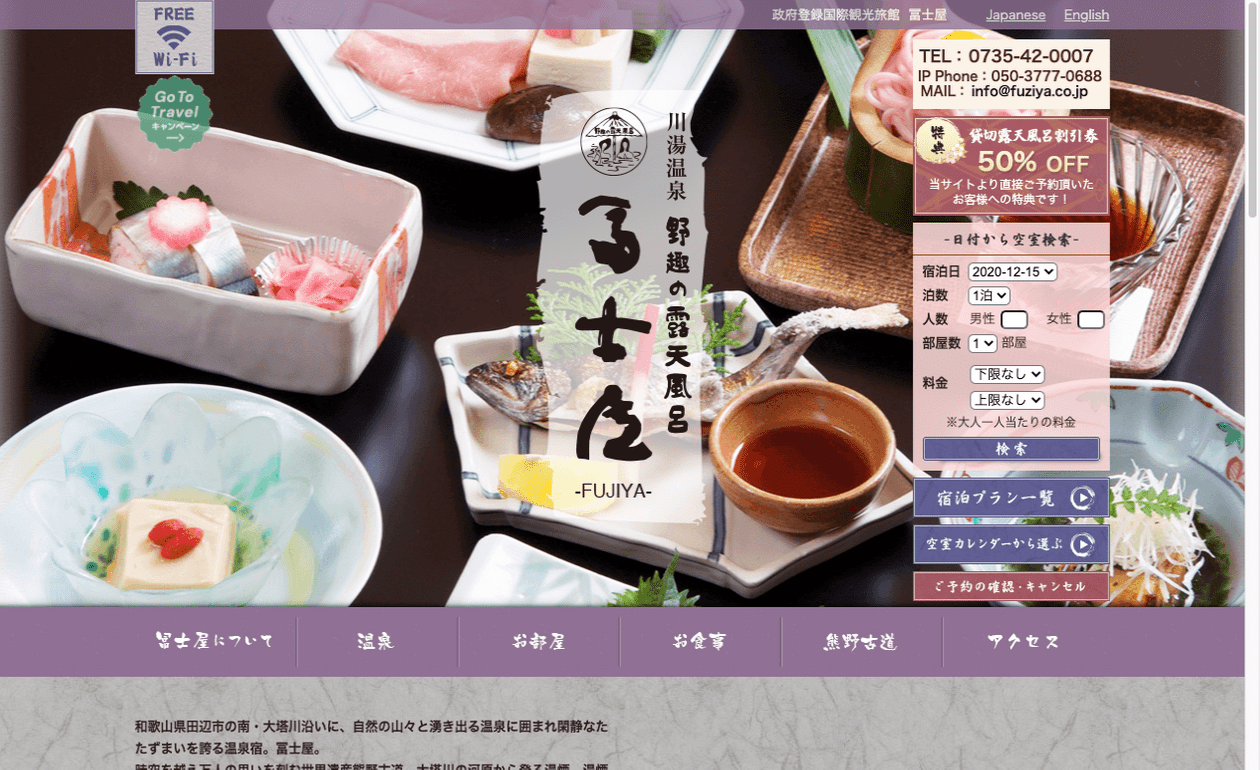 FREE
Wi-Fi
GoTo
Travel
キャンペーン
政府登録国際観光旅館 冨士屋
Japanese English
TEL： 0735-42-0007
IP Phone：050-3777-0688
MAIL： info@fuziya.co.jp
特典
貸切露天風呂割引券
50% OFF
当サイトより直接ご予約頂いた
お客様への特典です！
川湯温泉 野趣の露天風呂
冨士屋
-FUJIYA-
-日付から空室検索-
宿泊日 2020-12-15
泊数 1泊
人数 男性 女性
部屋数 1 部屋
料金 下限なし
上限なし
※大人一人当たりの料金
検索
宿泊プラン一覧
空室カレンダーから選ぶ
ご予約の確認・キャンセル
冨士屋について 温泉 お部屋 お食事 熊野古道 アクセス
和歌山県田辺市の南・大塔川沿いに、自然の山々と湧き出る温泉に囲まれ閑静なた
たずまいを誇る温泉宿。冨士屋。